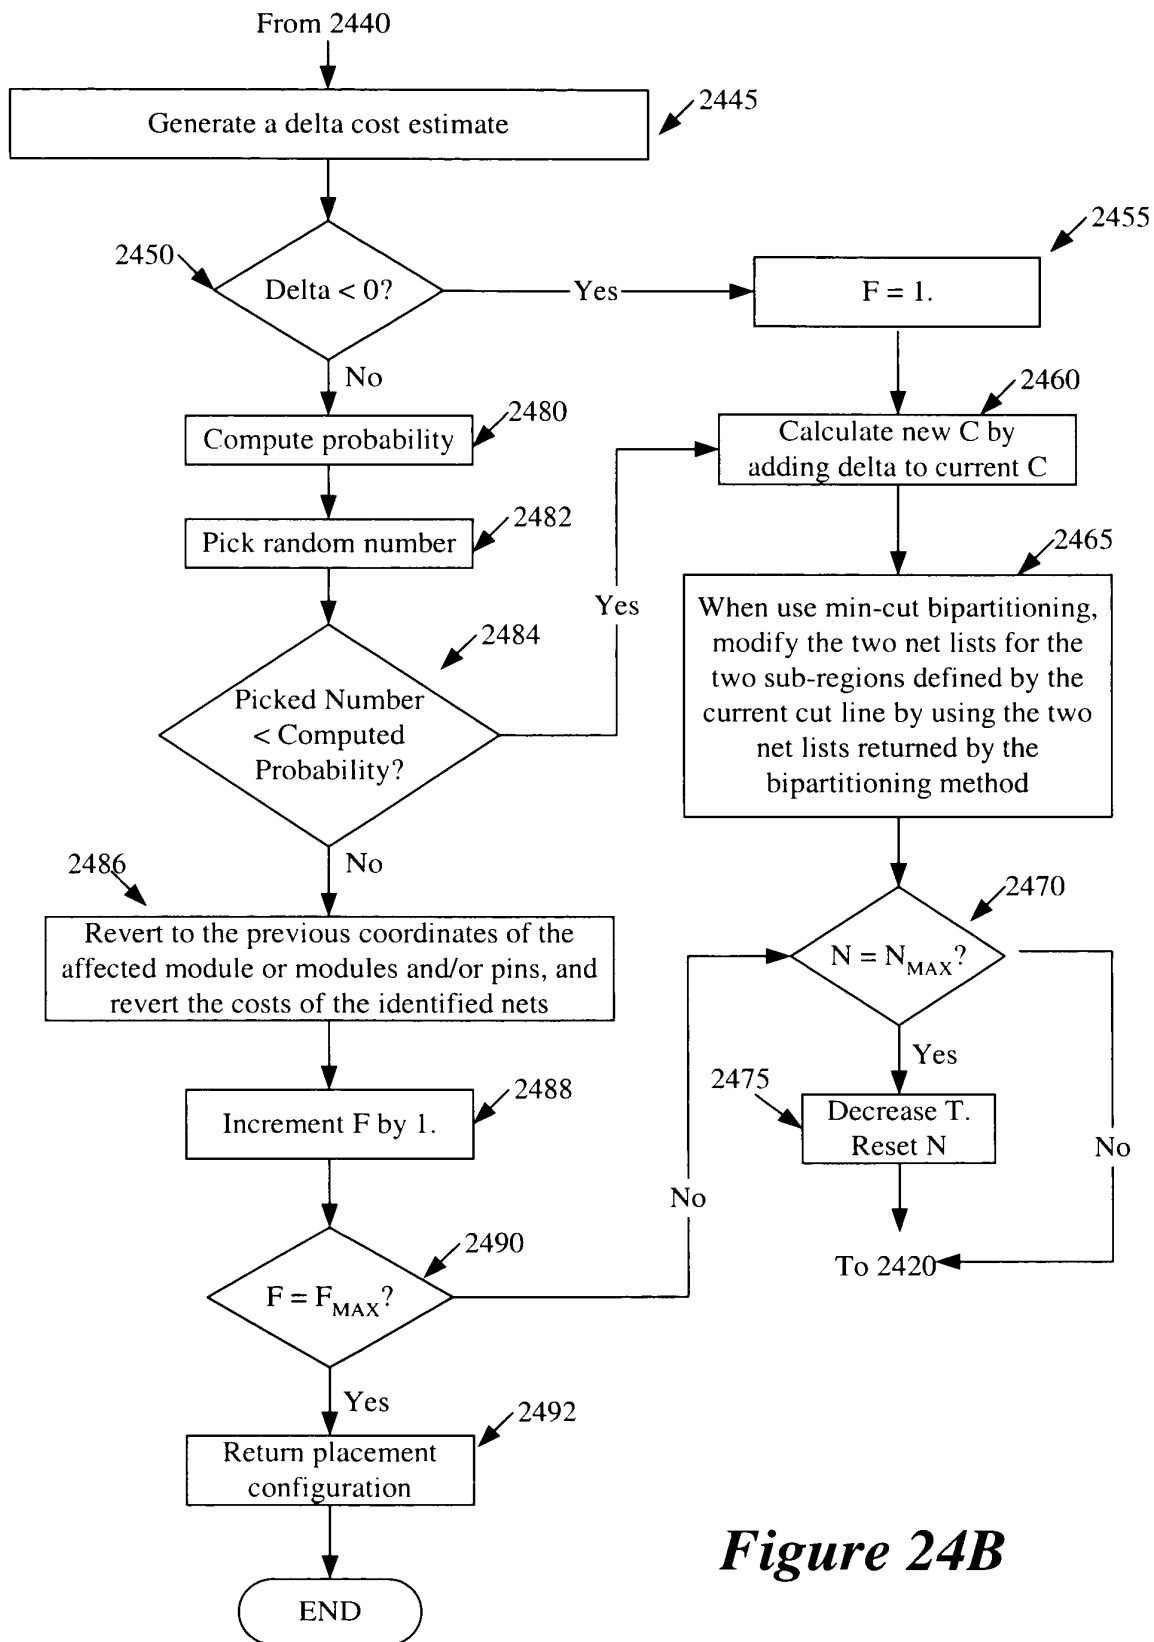 From 2440
2445
Generate a delta cost estimate
2455
2450
Delta < 0?
Yes
F = 1.
No
2460
2480
Compute probability
Calculate new C by
adding delta to current C
2482
Pick random number
2465
Yes
When use min-cut bipartitioning,
modify the two net lists for the
two sub-regions defined by the
current cut line by using the two
net lists returned by the
bipartitioning method
2484
Picked Number
< Computed
Probability?
No
2486
2470
Revert to the previous coordinates of the
affected module or modules and/or pins, and
revert the costs of the identified nets
N = NMAX?
Yes
2475
Decrease T.
Reset N
No
2488
Increment F by 1.
No
2490
To 2420
F = FMAX?
Yes
2492
Return placement
configuration
END
Figure 24B